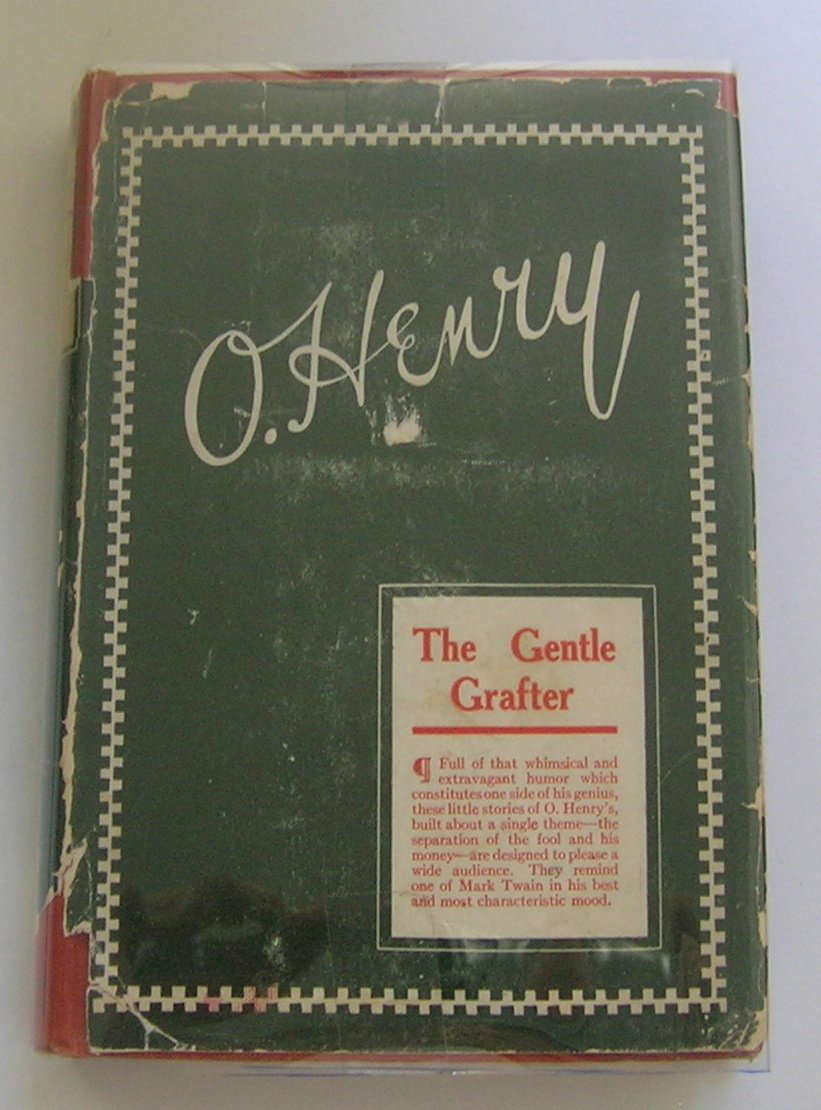 O. Henry
The Gentle
Grafter
¶ Full of that whimsical and
extravagant humor which
constitutes one side of his genius,
these little stories of O. Henry's,
built about a single theme—the
separation of the fool and his
money—are designed to please a
wide audience. They remind
one of Mark Twain in his best
and most characteristic mood.